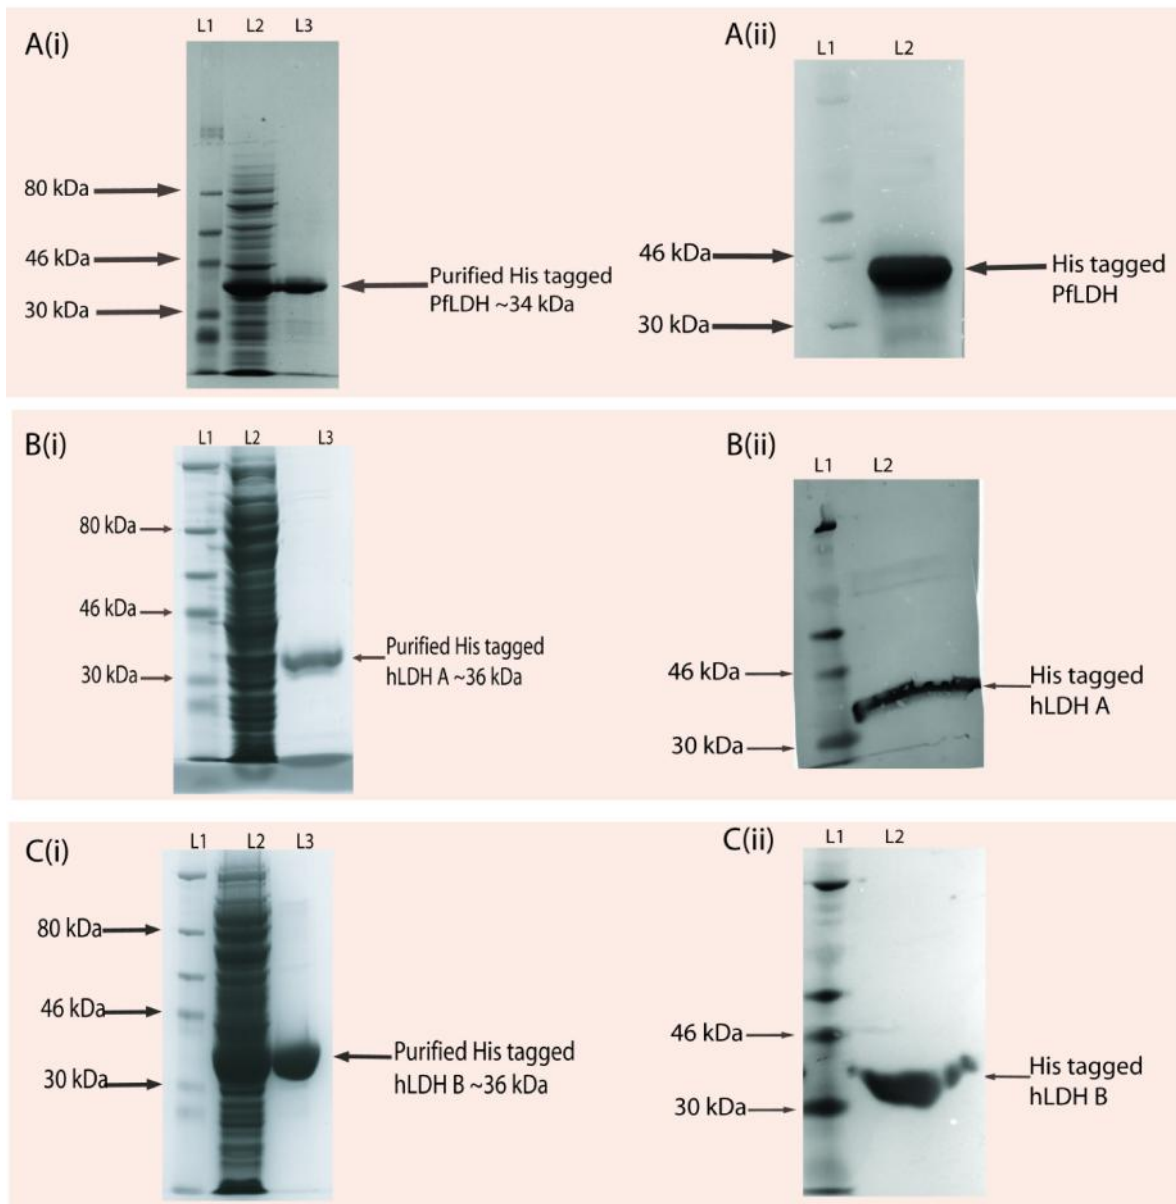 A(i)
L1 L2 L3
80 kDa
46 kDa
30 kDa
Purified His tagged
PfLDH ~34 kDa
A(ii)
L1 L2
46 kDa
30 kDa
His tagged
PfLDH
B(i)
L1 L2 L3
80 kDa
46 kDa
30 kDa
Purified His tagged
hLDH A ~36 kDa
B(ii)
L1 L2
46 kDa
30 kDa
His tagged
hLDH A
C(i)
L1 L2 L3
80 kDa
46 kDa
30 kDa
Purified His tagged
hLDH B ~36 kDa
C(ii)
L1 L2
46 kDa
30 kDa
His tagged
hLDH B